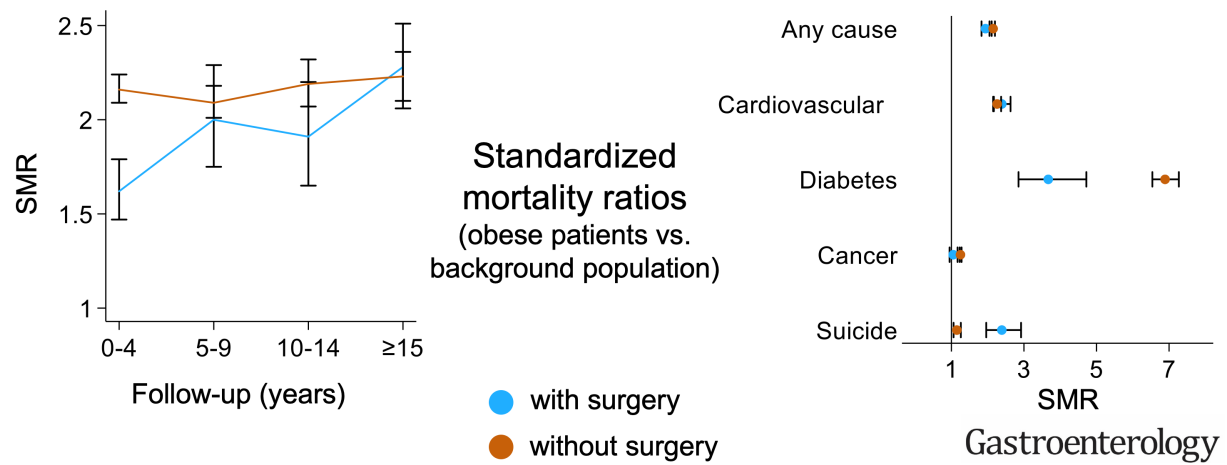 2.5
2
1.5
1
SMR
0-4
5-9
10-14
≥15
Follow-up (years)
Standardized
mortality ratios
(obese patients vs.
background population)
with surgery
without surgery
Any cause
Cardiovascular
Diabetes
Cancer
Suicide
1
3
5
7
SMR
Gastroenterology